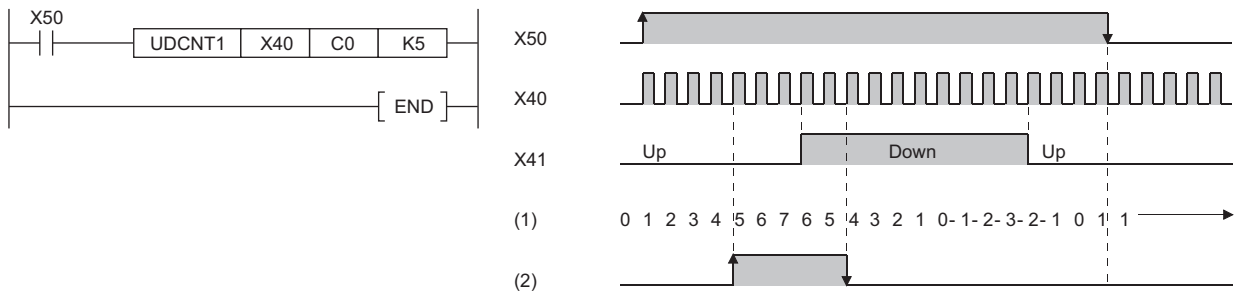 X50
UDCNT1 X40 C0 K5
END
X50
X40
X41 Up Down Up
(1) 0 1 2 3 4 5 6 7 6 5 4 3 2 1 0-1-2-3-2-1 0 1 1
(2)